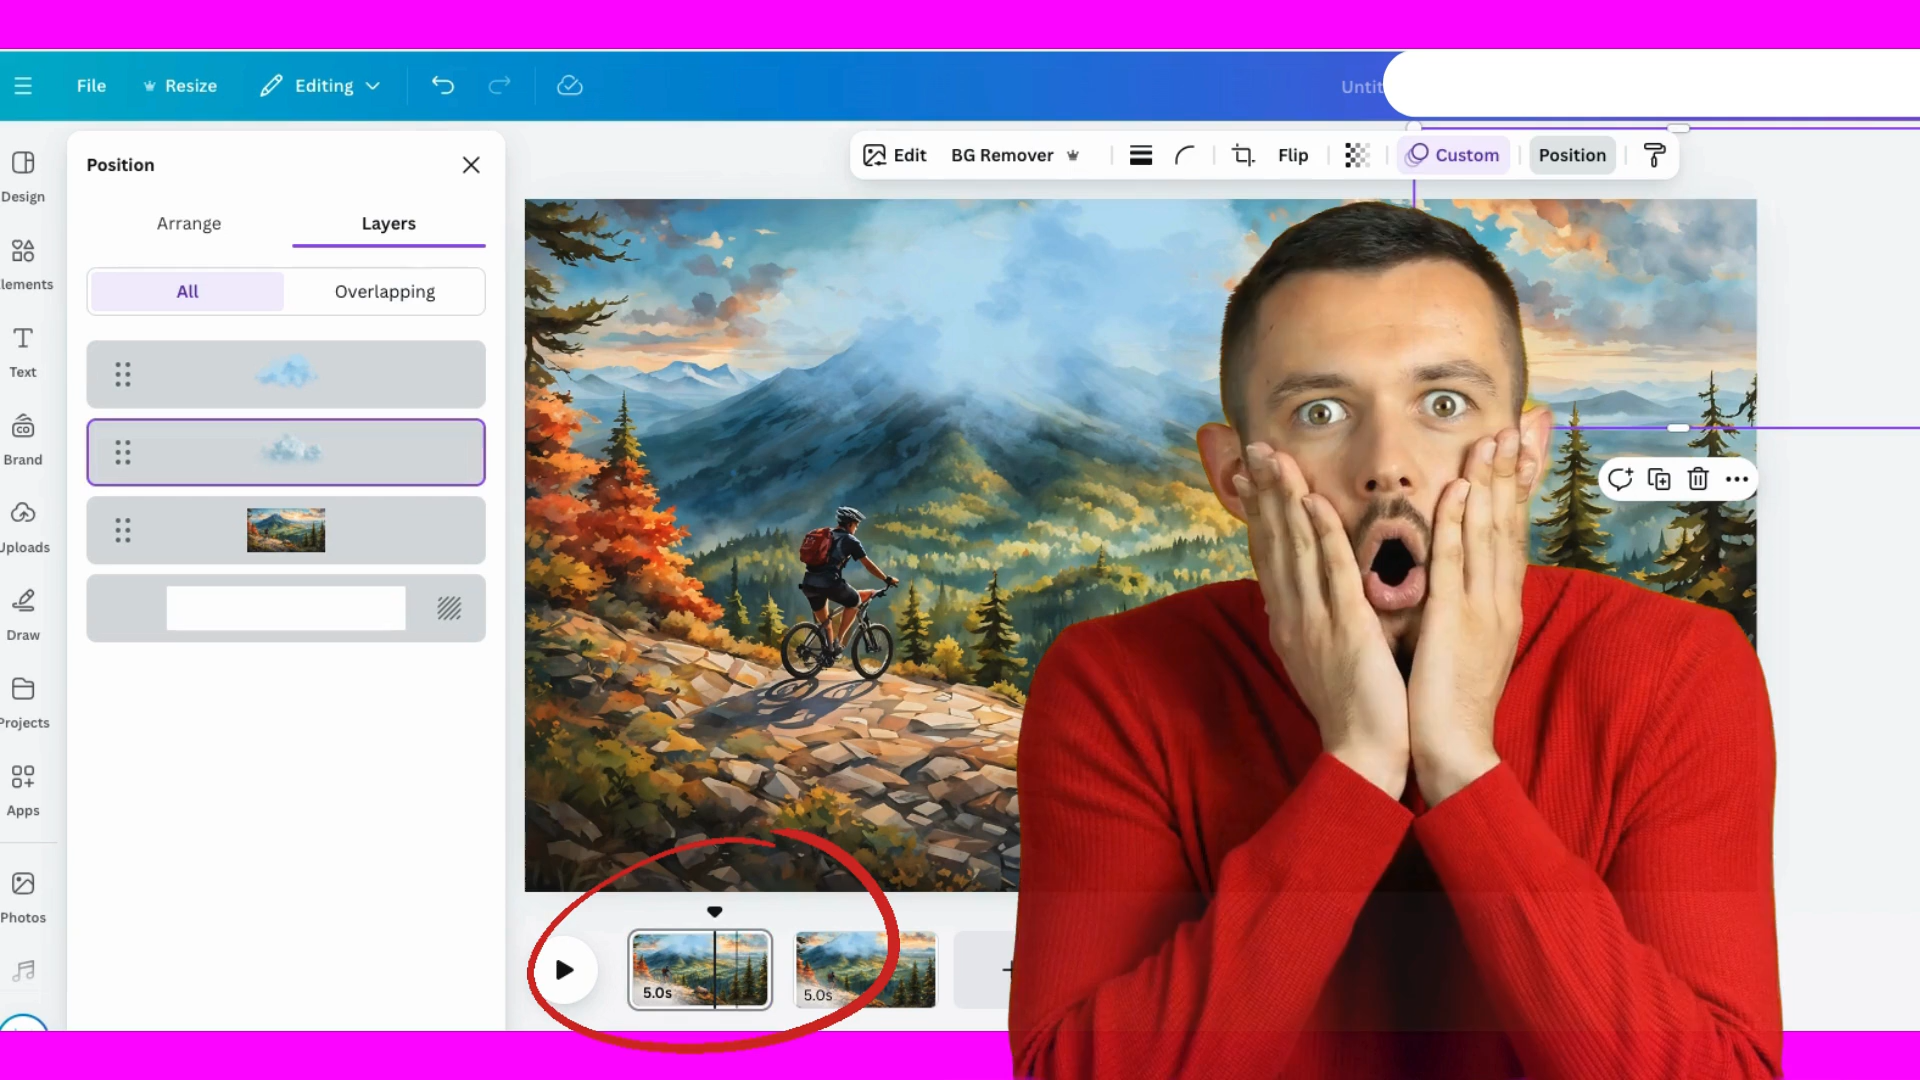 File
Resize
Editing
Untit
Position
Arrange
Layers
All
Overlapping
Design
lements
Text
CO
Brand
Uploads
Draw
Projects
Apps
Photos
Edit
BG Remover
Flip
Custom
Position
5.0s
5.0s